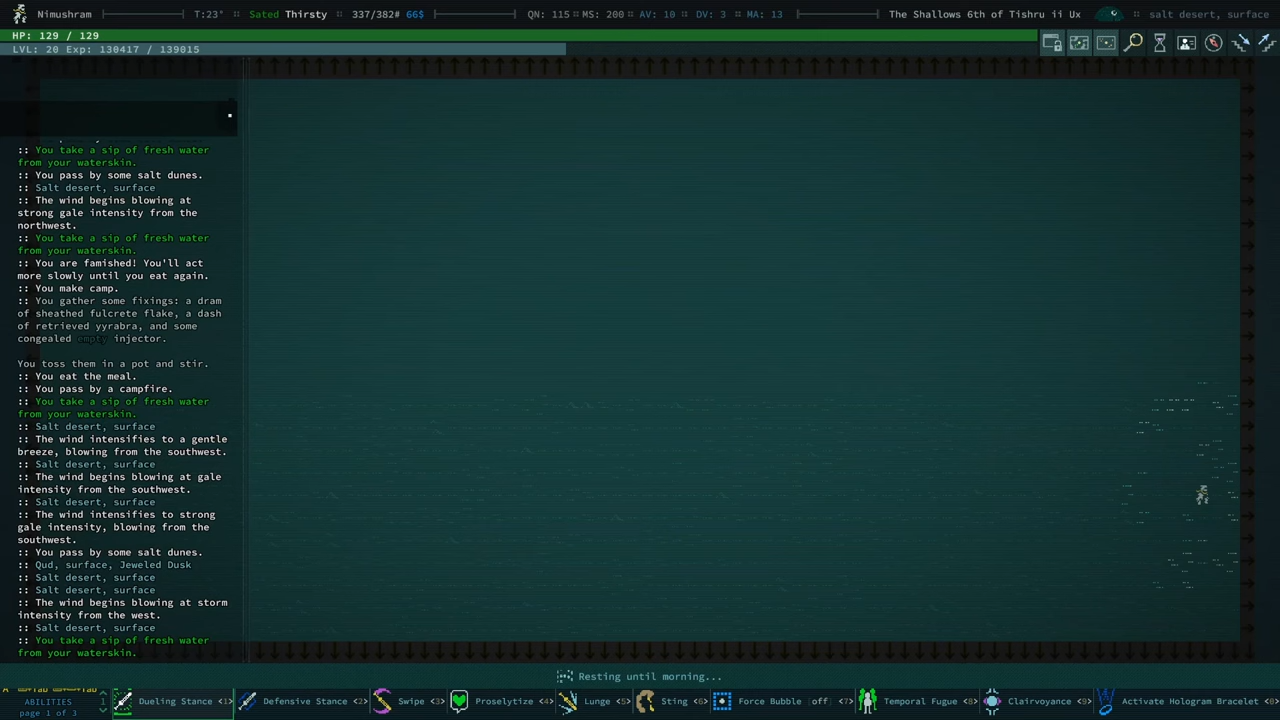 Nimushram T:23° :: Sated Thirsty :: 337/382# 66$ QN: 115 :: MS: 200 :: AV: 10 :: DV: 3 :: MA: 13 The Shallows 6th of Tishru ii Ux :: salt desert, surface
HP: 129 / 129
LVL: 20 Exp: 130417 / 139015
:: You take a sip of fresh water
from your waterskin.
:: You pass by some salt dunes.
:: Salt desert, surface
:: The wind begins blowing at
strong gale intensity from the
northwest.
:: You take a sip of fresh water
from your waterskin.
:: You are famished! You'll act
more slowly until you eat again.
:: You make camp.
:: You gather some fixings: a dram
of sheathed fulcrete flake, a dash
of retrieved yyrabra, and some
congealed empty injector.
You toss them in a pot and stir.
:: You eat the meal.
:: You pass by a campfire.
:: You take a sip of fresh water
from your waterskin.
:: Salt desert, surface
:: The wind intensifies to a gentle
breeze, blowing from the southwest.
:: Salt desert, surface
:: The wind begins blowing at gale
intensity from the southwest.
:: Salt desert, surface
:: The wind intensifies to strong
gale intensity, blowing from the
southwest.
:: You pass by some salt dunes.
:: Qud, surface, Jeweled Dusk
:: Salt desert, surface
:: Salt desert, surface
:: The wind begins blowing at storm
intensity from the west.
:: Salt desert, surface
:: You take a sip of fresh water
from your waterskin.
Resting until morning...
ABILITIES
page 1 of 3
1
Dueling Stance <1> Defensive Stance <2> Swipe <3> Proselytize <4> Lunge <5> Sting <6> Force Bubble [off] <7> Temporal Fugue <8> Clairvoyance <9> Activate Hologram Bracelet <0>